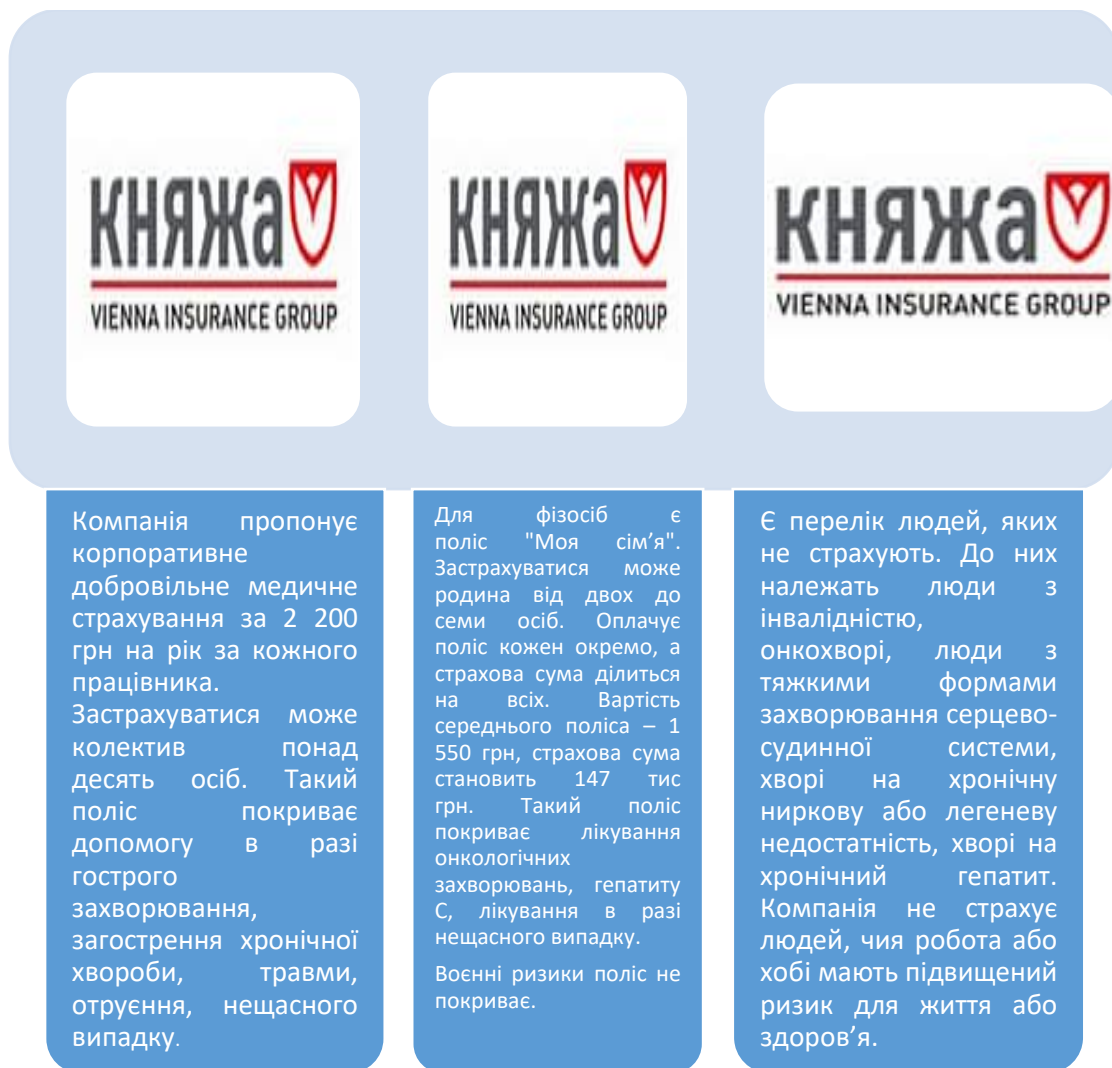 княжа
VIENNA INSURANCE GROUP
княжа
VIENNA INSURANCE GROUP
княжа
VIENNA INSURANCE GROUP
Компанія пропонує
корпоративне
добровільне медичне
страхування за 2 200
грн на рік за кожного
працівника.
Застрахуватися може
колектив понад
десять осіб. Такий
поліс покриває
допомогу в разі
гострого
захворювання,
загострення хронічної
хвороби, травми,
отруєння, нещасного
випадку.
Для фізосіб є
поліс "Моя сім’я".
Застрахуватися може
родина від двох до
семи осіб. Оплачує
поліс кожен окремо, а
страхова сума ділиться
на всіх. Вартість
середнього поліса – 1
550 грн, страхова сума
становить 147 тис
грн. Такий поліс
покриває лікування
онкологічних
захворювань, гепатиту
С, лікування в разі
нещасного випадку.
Воєнні ризики поліс не
покриває.
Є перелік людей, яких
не страхують. До них
належать люди з
інвалідністю,
онкохворі, люди з
тяжкими формами
захворювання серцево-
судинної системи,
хворі на хронічну
ниркову або легеневу
недостатність, хворі на
хронічний гепатит.
Компанія не страхує
людей, чия робота або
хобі мають підвищений
ризик для життя або
здоров’я.